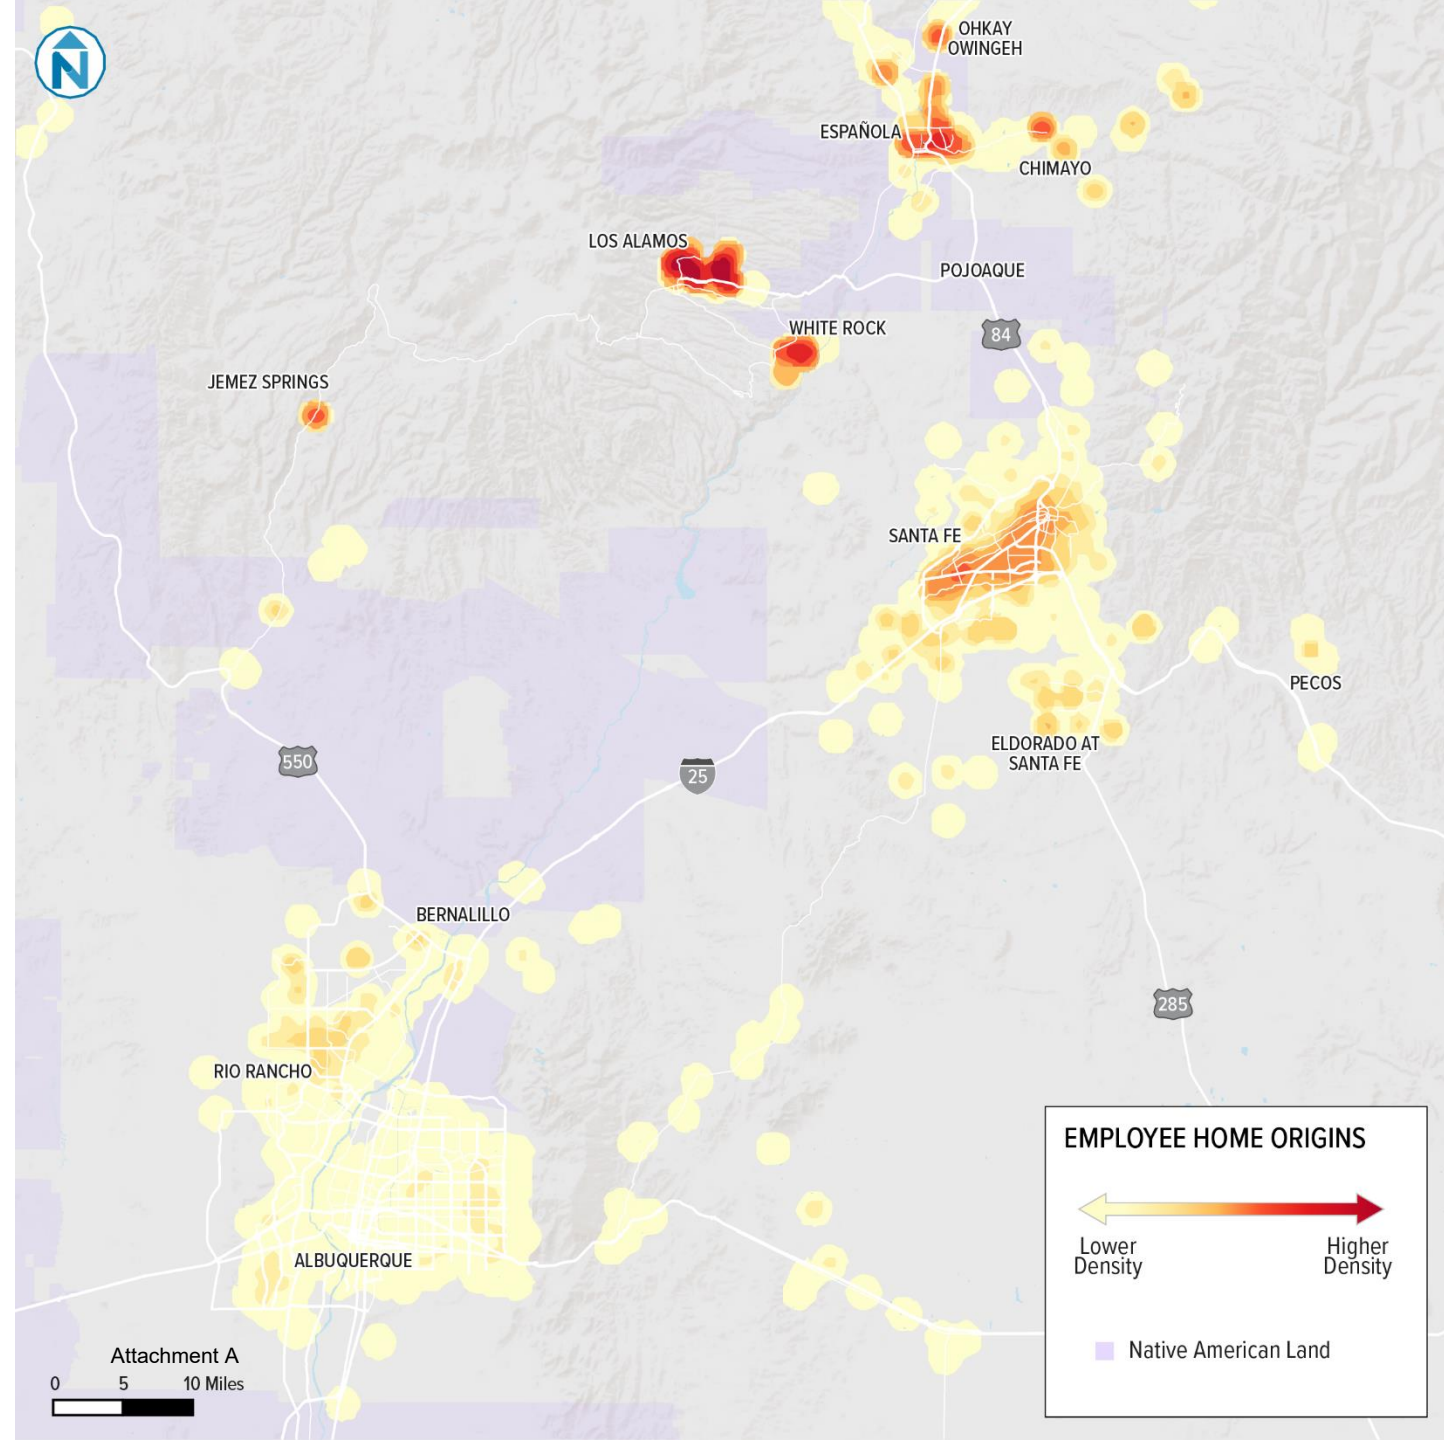 N
OHKAY
OWINGEH
ESPAÑOLA
CHIMAYO
LOS ALAMOS
POJOAQUE
WHITE ROCK
84
JEMEZ SPRINGS
SANTA FE
PECOS
ELDORADO AT
SANTA FE
550
25
BERNALILLO
285
RIO RANCHO
ALBUQUERQUE
EMPLOYEE HOME ORIGINS
Lower
Density
Higher
Density
Native American Land
Attachment A
0 5 10 Miles